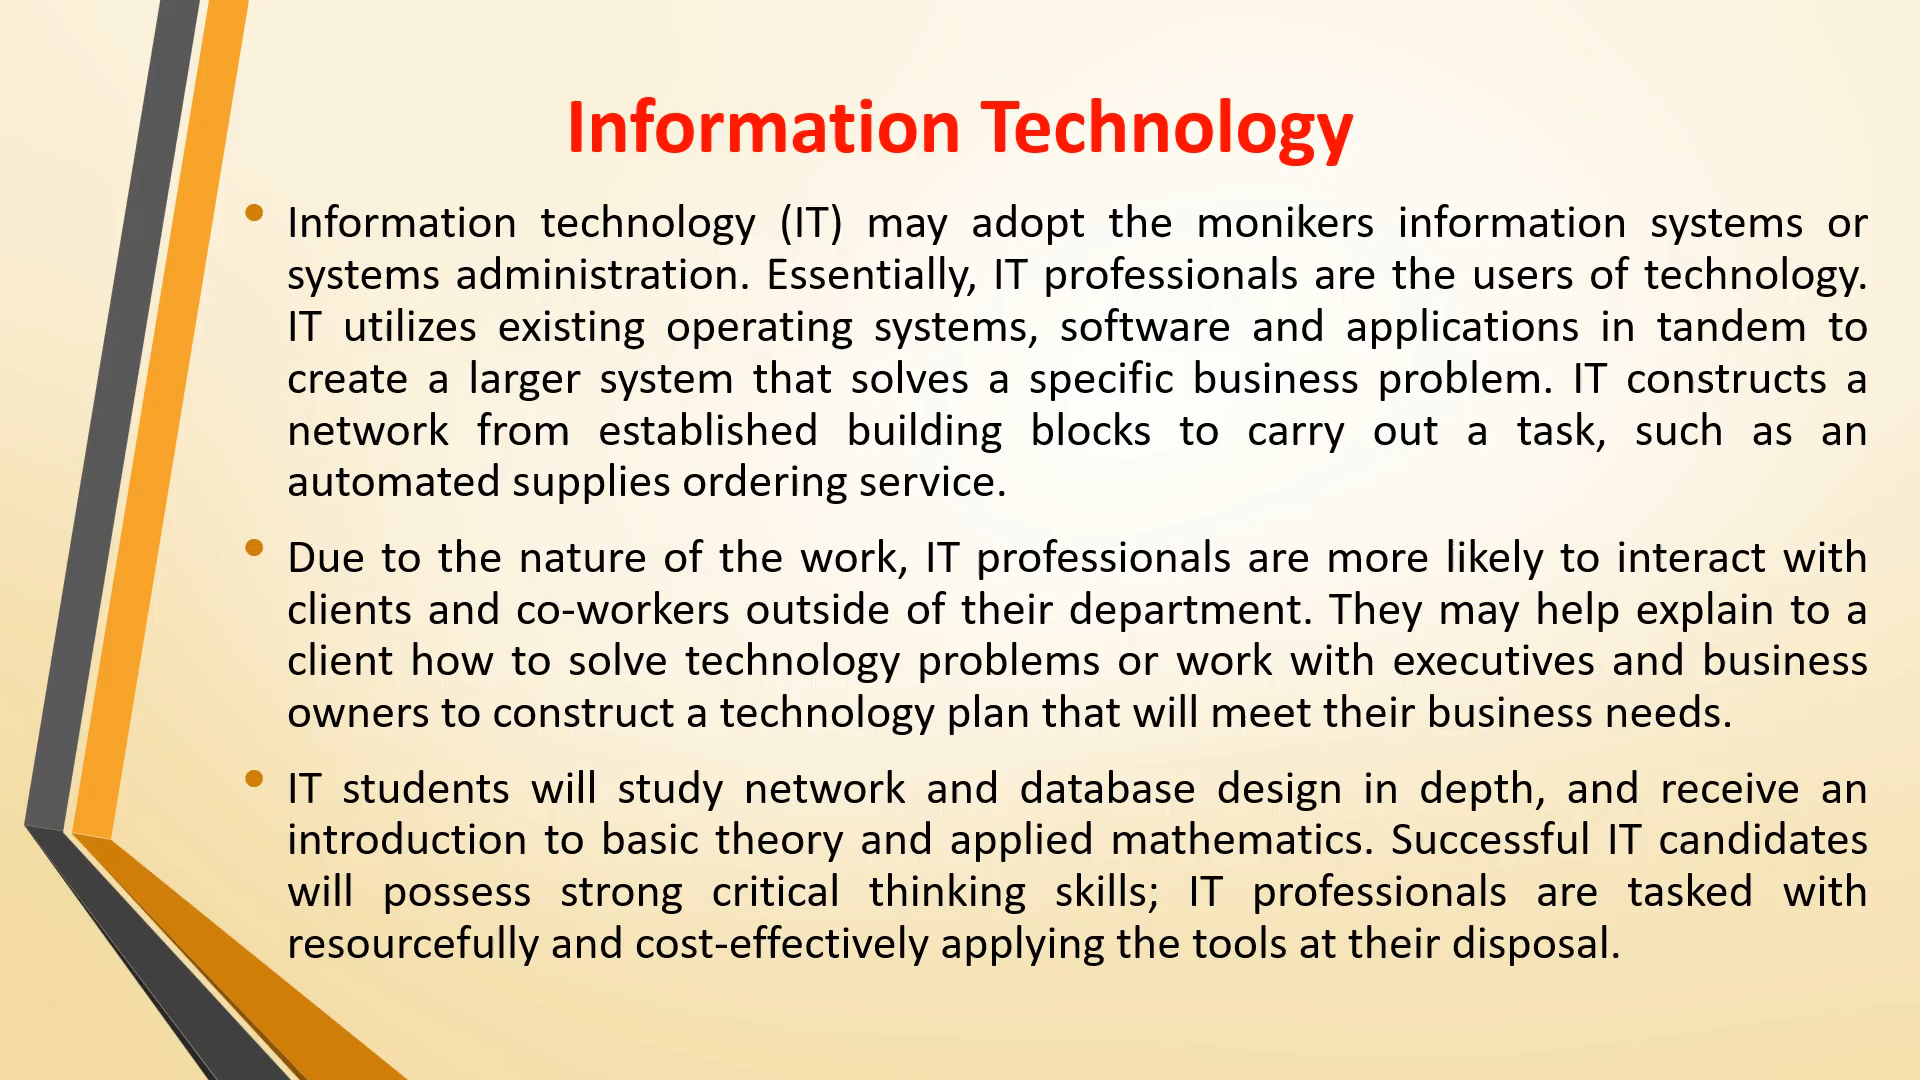 Information Technology
• Information technology (IT) may adopt the monikers information systems or
systems administration. Essentially, IT professionals are the users of technology.
IT utilizes existing operating systems, software and applications in tandem to
create a larger system that solves a specific business problem. IT constructs a
network from established building blocks to carry out a task, such as an
automated supplies ordering service.
• Due to the nature of the work, IT professionals are more likely to interact with
clients and co-workers outside of their department. They may help explain to a
client how to solve technology problems or work with executives and business
owners to construct a technology plan that will meet their business needs.
• IT students will study network and database design in depth, and receive an
introduction to basic theory and applied mathematics. Successful IT candidates
will possess strong critical thinking skills; IT professionals are tasked with
resourcefully and cost-effectively applying the tools at their disposal.